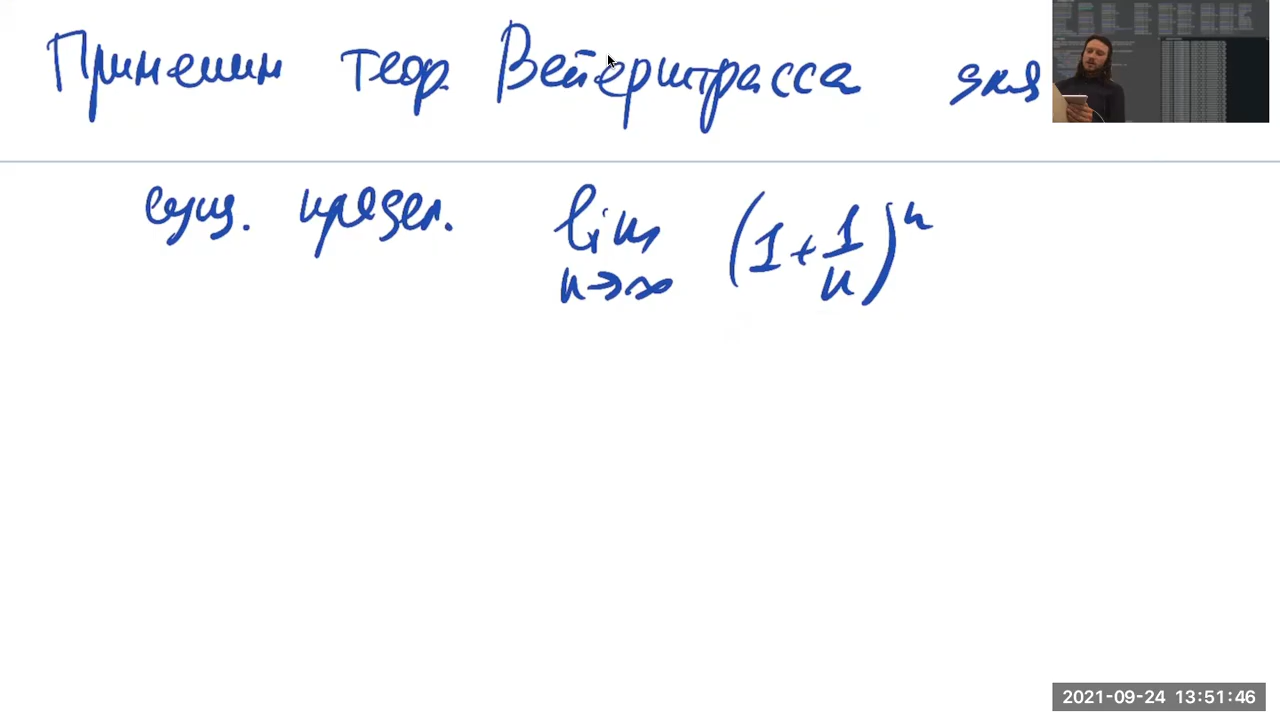 Применим теор. Вейерштрасса для
сущ. предел. lim n→∞ (1 + 1/n)^n
2021-09-24 13:51:46